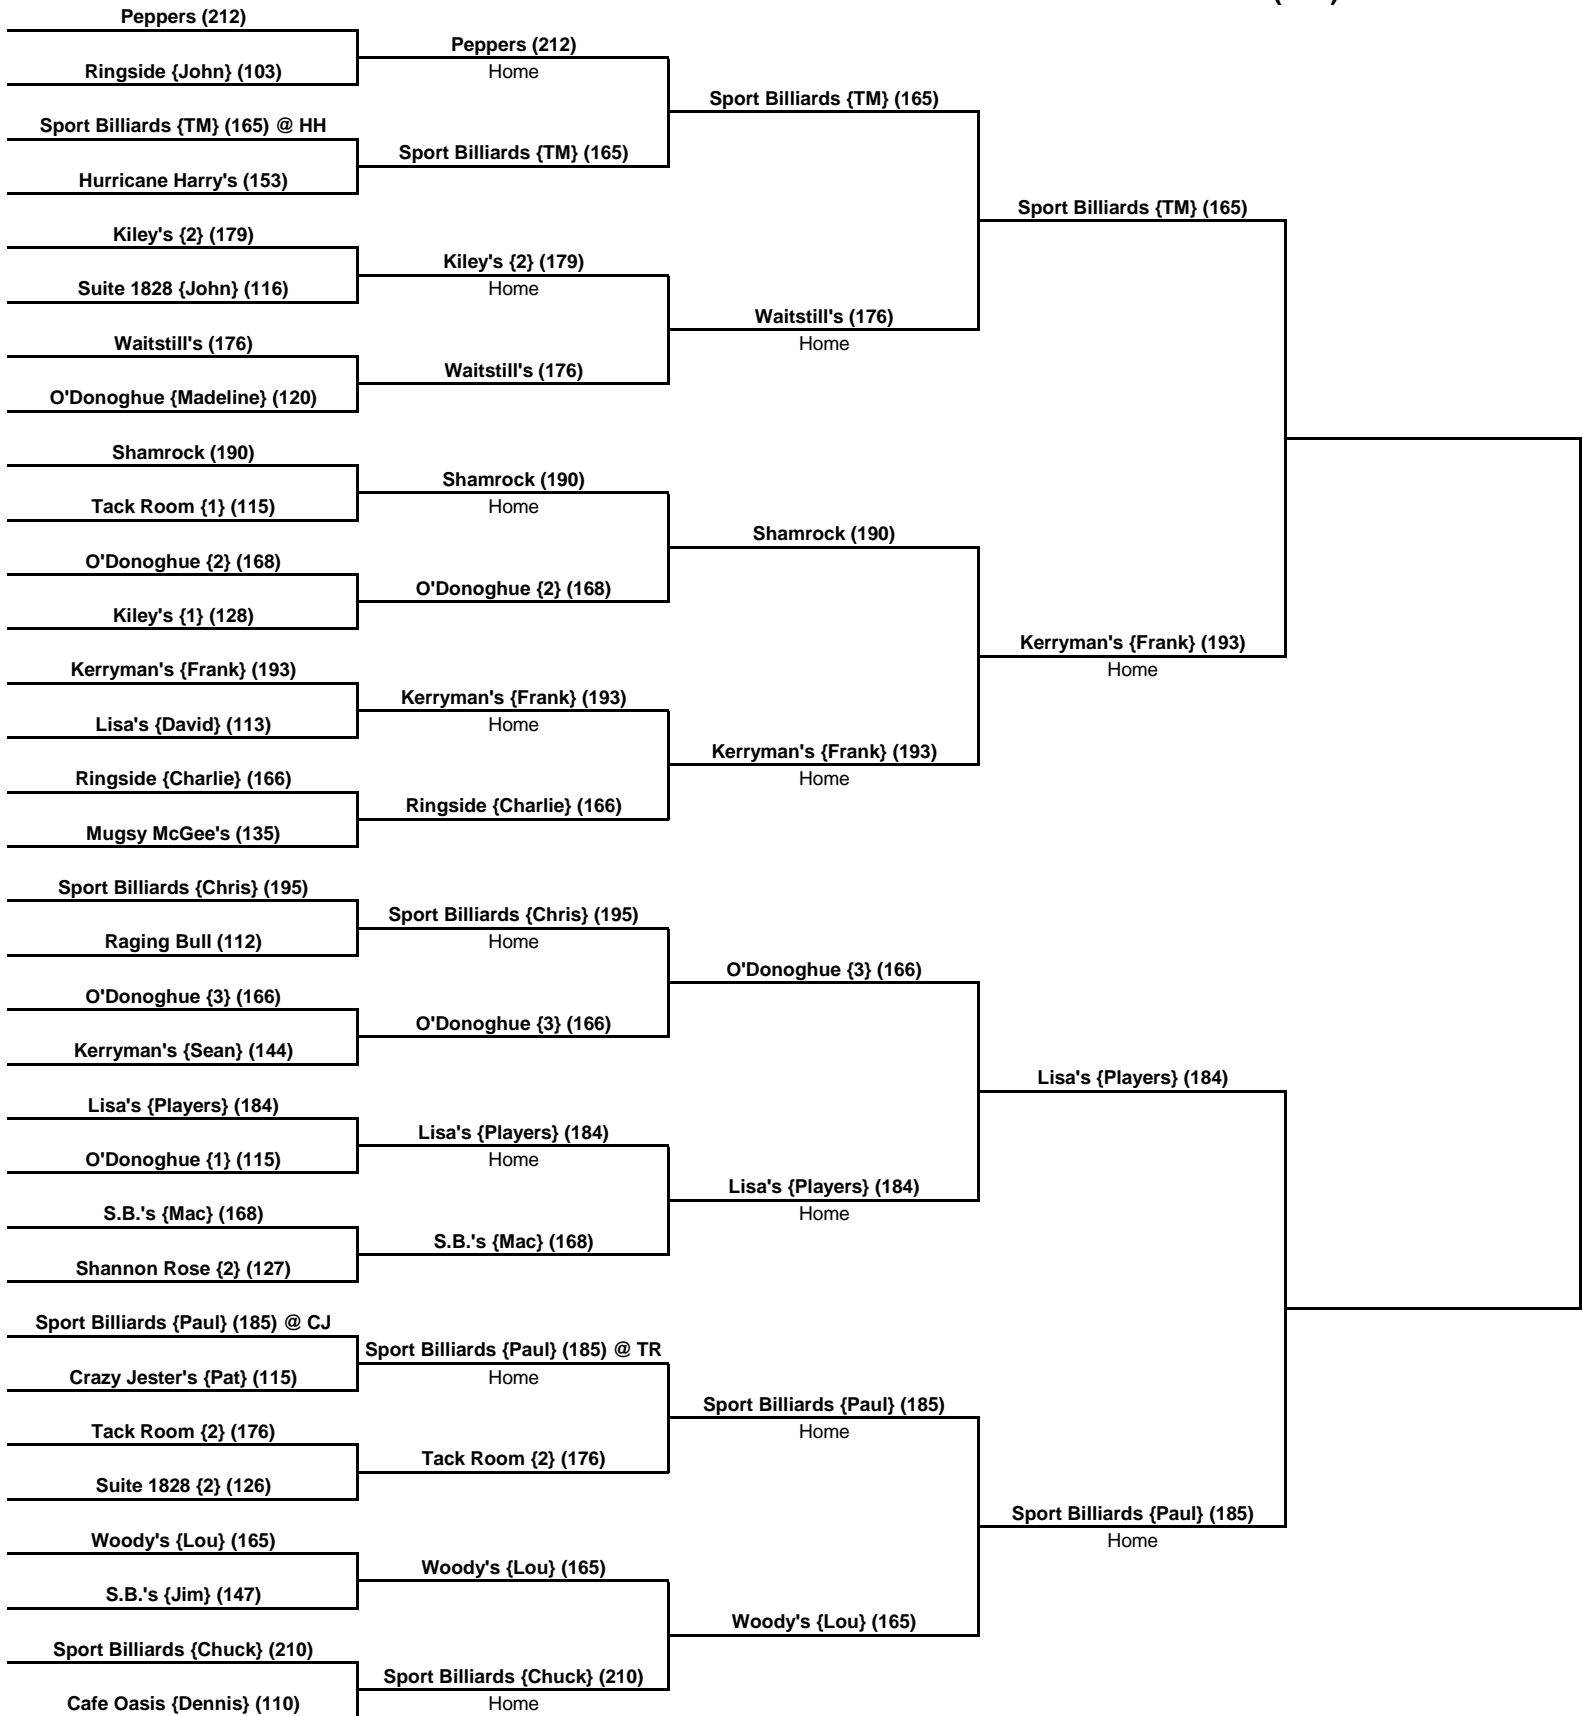 Peppers (212)
Ringside {John} (103)
Sport Billiards {TM} (165) @ HH
Hurricane Harry's (153)
Kiley's {2} (179)
Suite 1828 {John} (116)
Waitstill's (176)
O'Donoghue {Madeline} (120)
Shamrock (190)
Tack Room {1} (115)
O'Donoghue {2} (168)
Kiley's {1} (128)
Kerryman's {Frank} (193)
Lisa's {David} (113)
Ringside {Charlie} (166)
Mugsy McGee's (135)
Sport Billiards {Chris} (195)
Raging Bull (112)
O'Donoghue {3} (166)
Kerryman's {Sean} (144)
Lisa's {Players} (184)
O'Donoghue {1} (115)
S.B.'s {Mac} (168)
Shannon Rose {2} (127)
Sport Billiards {Paul} (185) @ CJ
Crazy Jester's {Pat} (115)
Tack Room {2} (176)
Suite 1828 {2} (126)
Woody's {Lou} (165)
S.B.'s {Jim} (147)
Sport Billiards {Chuck} (210)
Cafe Oasis {Dennis} (110)
Peppers (212)
Home
Sport Billiards {TM} (165)
Kiley's {2} (179)
Home
Waitstill's (176)
Shamrock (190)
Home
O'Donoghue {2} (168)
Kerryman's {Frank} (193)
Home
Ringside {Charlie} (166)
Sport Billiards {Chris} (195)
Home
O'Donoghue {3} (166)
Lisa's {Players} (184)
Home
S.B.'s {Mac} (168)
Sport Billiards {Paul} (185) @ TR
Home
Tack Room {2} (176)
Woody's {Lou} (165)
Sport Billiards {Chuck} (210)
Home
Sport Billiards {TM} (165)
Waitstill's (176)
Home
Shamrock (190)
Kerryman's {Frank} (193)
Home
O'Donoghue {3} (166)
Lisa's {Players} (184)
Home
Sport Billiards {Paul} (185)
Home
Woody's {Lou} (165)
Sport Billiards {TM} (165)
Kerryman's {Frank} (193)
Home
Lisa's {Players} (184)
Sport Billiards {Paul} (185)
Home